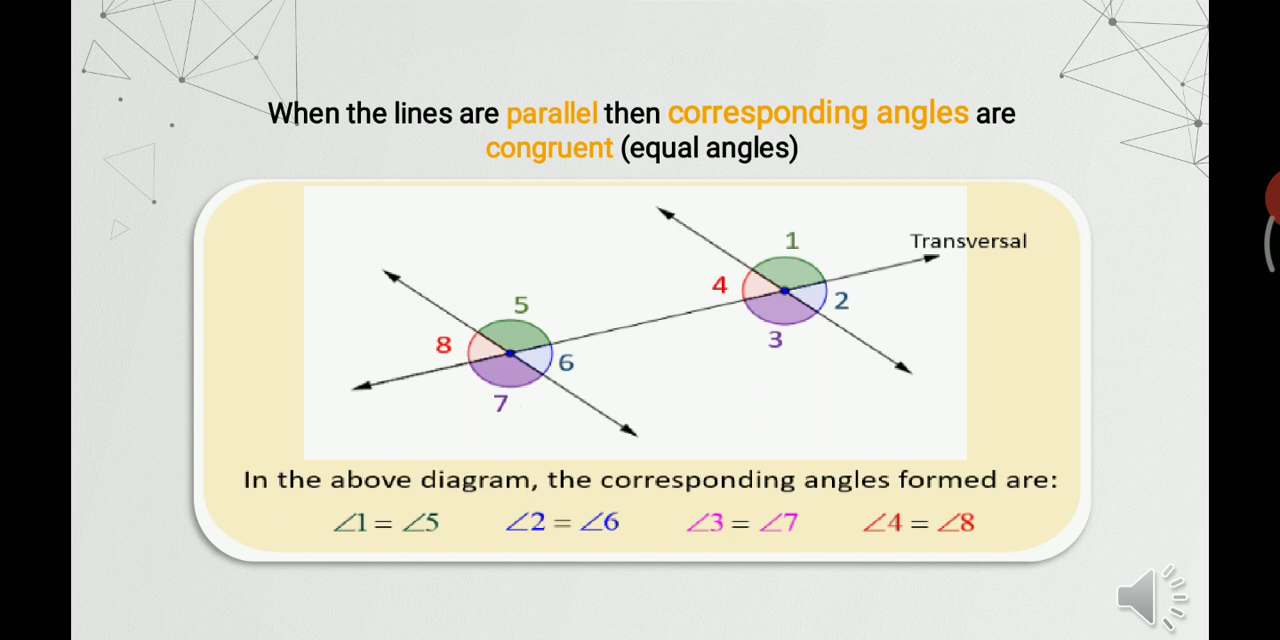 When the lines are parallel then corresponding angles are
congruent (equal angles)
1
Transversal
4
2
5
3
8
6
7
In the above diagram, the corresponding angles formed are:
∠1 = ∠5 ∠2 = ∠6 ∠3 = ∠7 ∠4 = ∠8